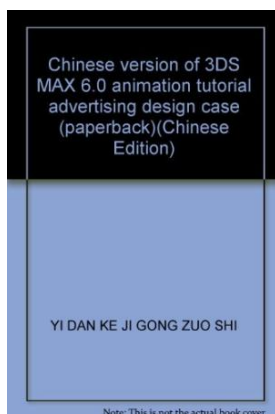 Chinese version of 3DS
MAX 6.0 animation tutorial
advertising design case
(paperback)(Chinese
Edition)
YI DAN KE JI GONG ZUO SHI
Note: This is not the actual book cover